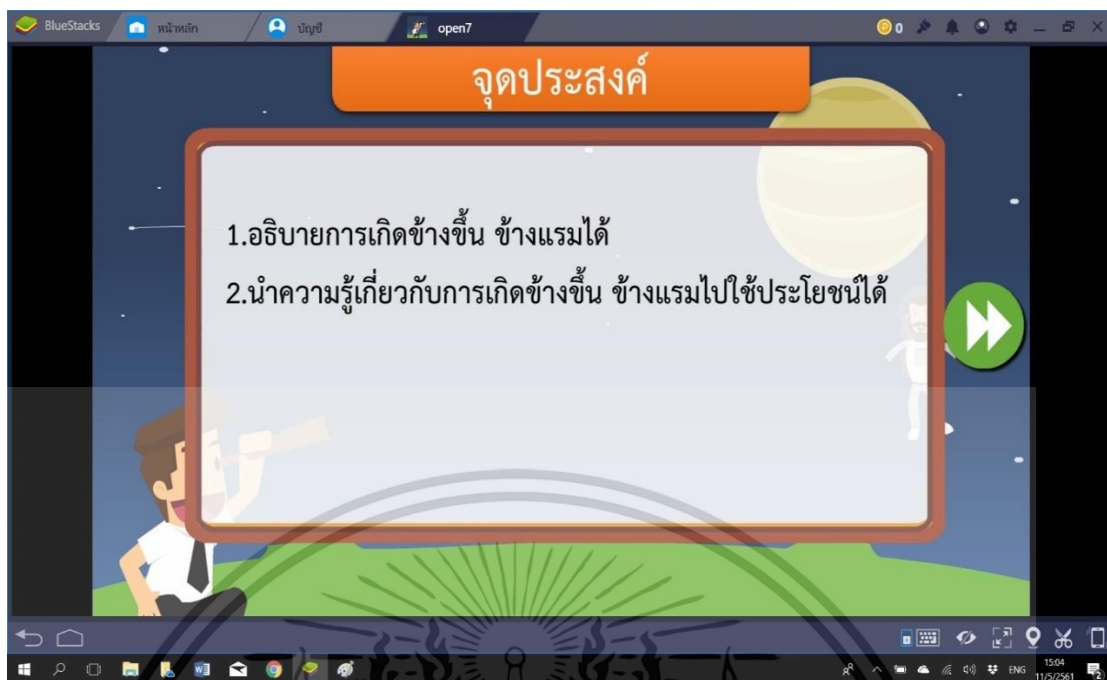 BlueStacks
หน้าหลัก
บัญชี
open7
0
จุดประสงค์
1.อธิบายการเกิดข้างขึ้น ข้างแรมได้
2.นำความรู้เกี่ยวกับการเกิดข้างขึ้น ข้างแรมไปใช้ประโยชน์ได้
ENG
15:04
11/5/2561
2